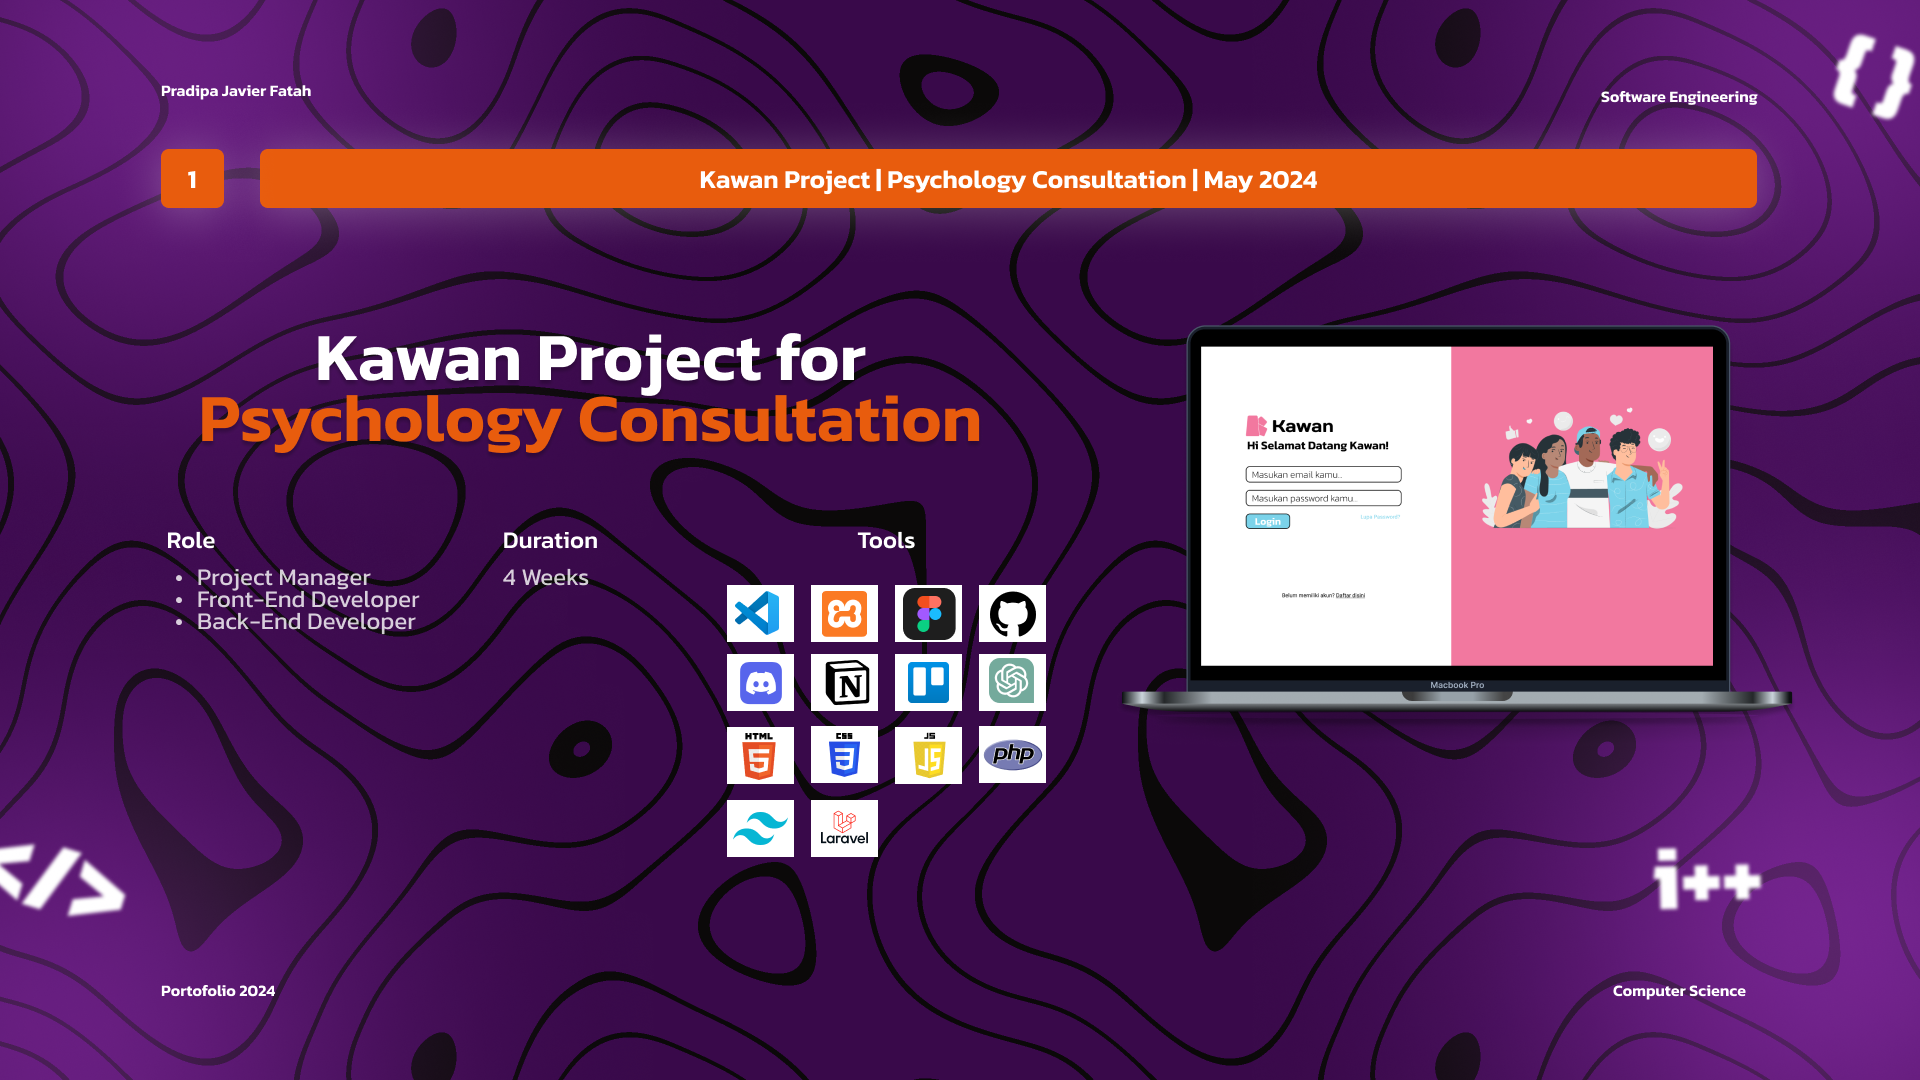 Pradipa Javier Fatah
Software Engineering
{ }
1
Kawan Project | Psychology Consultation | May 2024
Kawan Project for
Psychology Consultation
Role
• Project Manager
• Front-End Developer
• Back-End Developer
Duration
4 Weeks
Tools
N
HTML
5
CSS
3
JS
JS
php
Laravel
Kawan
Hi Selamat Datang Kawan!
Masukan email kamu...
Masukan password kamu...
Login
Lupa Password?
Belum memiliki akun? Daftar disini
Macbook Pro
</>
i++
Portofolio 2024
Computer Science